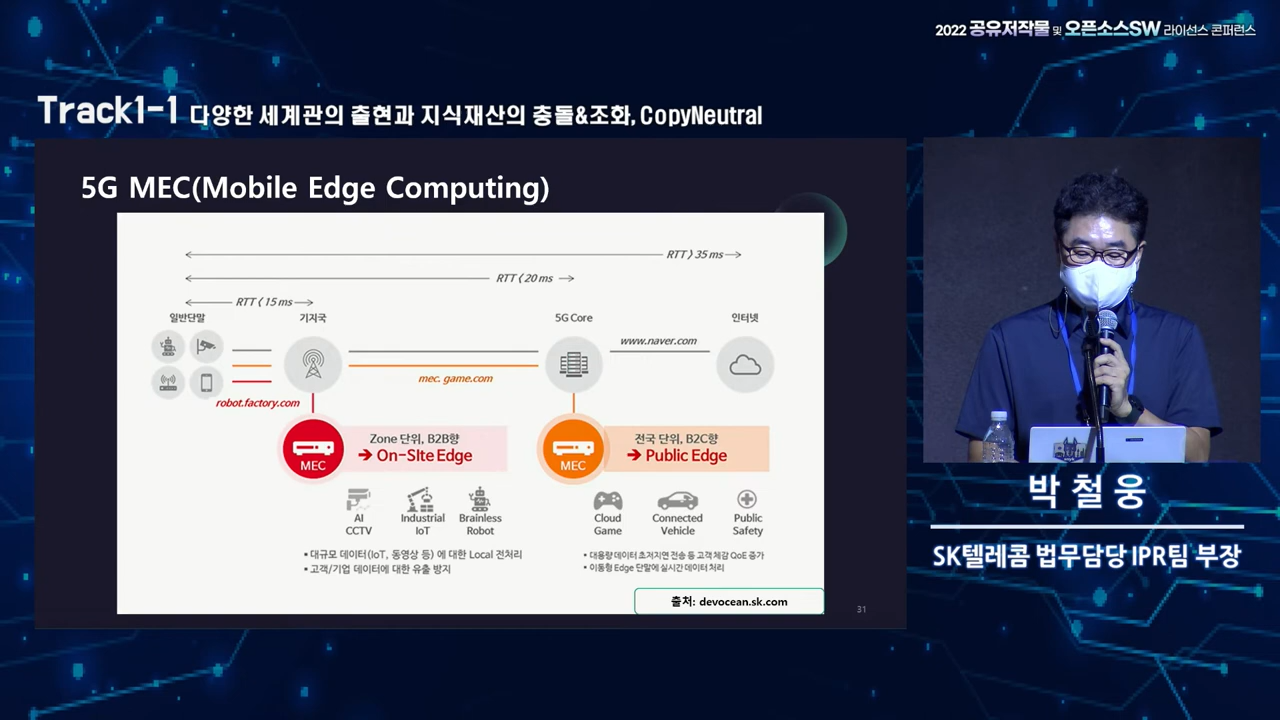 2022 공유저작물 및 오픈소스SW 라이선스 콘퍼런스
Track1-1 다양한 세계관의 출현과 지식재산의 충돌&조화, CopyNeutral
5G MEC(Mobile Edge Computing)
RTT > 35 ms
RTT < 20 ms
RTT < 15 ms
일반단말
기지국
5G Core
인터넷
www.naver.com
mec. game.com
robot.factory.com
MEC
Zone 단위, B2B향
➔ On-SIte Edge
MEC
전국 단위, B2C향
➔ Public Edge
AI CCTV
Industrial IoT
Brainless Robot
Cloud Game
Connected Vehicle
Public Safety
▪ 대규모 데이터(IoT, 동영상 등) 에 대한 Local 전처리
▪ 고객/기업 데이터에 대한 유출 방지
▪ 대용량 데이터 초저지연 전송 등 고객 체감 QoE 증가
▪ 이동형 Edge 단말에 실시간 데이터 처리
출처: devocean.sk.com
31
박철웅
SK텔레콤 법무담당 IPR팀 부장